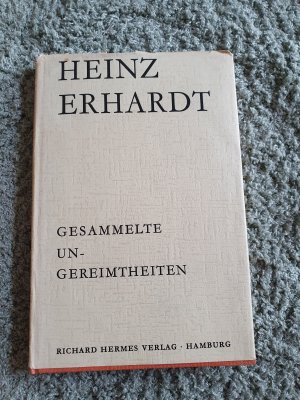 HEINZ
ERHARDT
GESAMMELTE
UN-
GEREIMTHEITEN
RICHARD HERMES VERLAG · HAMBURG